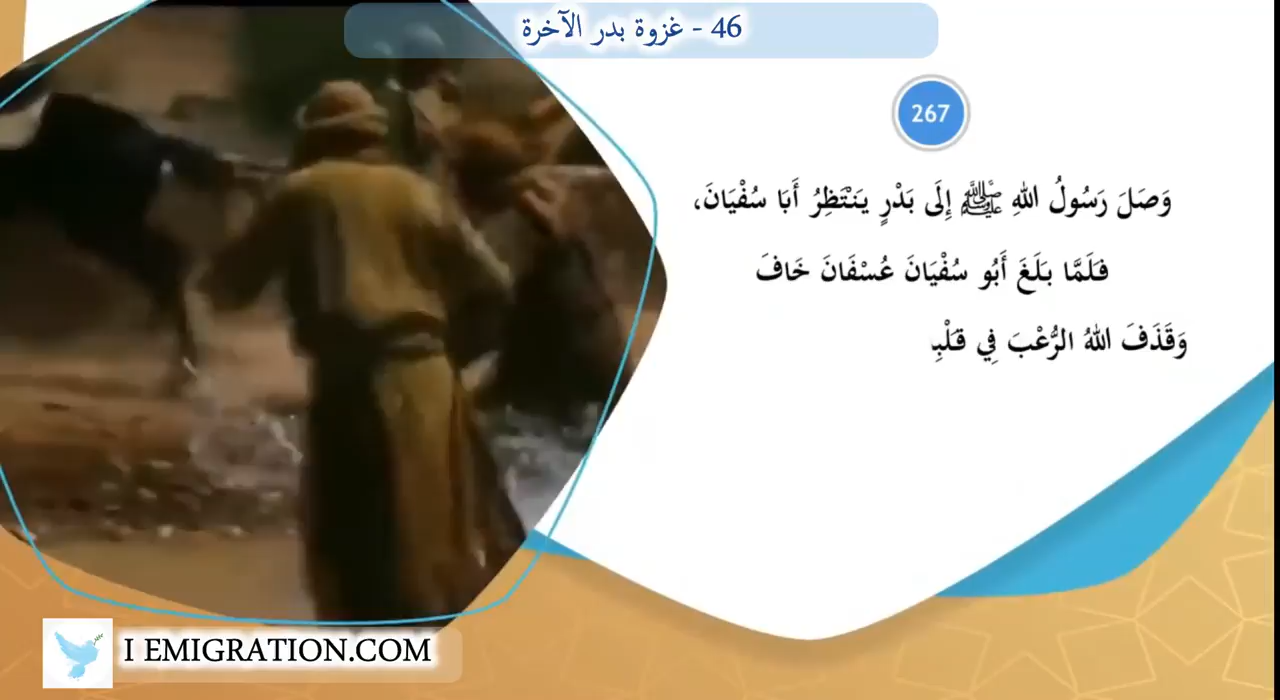 46 - غزوة بدر الآخرة
267
وَصَلَ رَسُولُ اللهِ ﷺ إِلَى بَدْرٍ يَنْتَظِرُ أَبَا سُفْيَانَ،
فَلَمَّا بَلَغَ أَبُو سُفْيَانَ عُسْفَانَ خَافَ
وَقَذَفَ اللهُ الرُّعْبَ فِي قَلْبِ
I EMIGRATION.COM